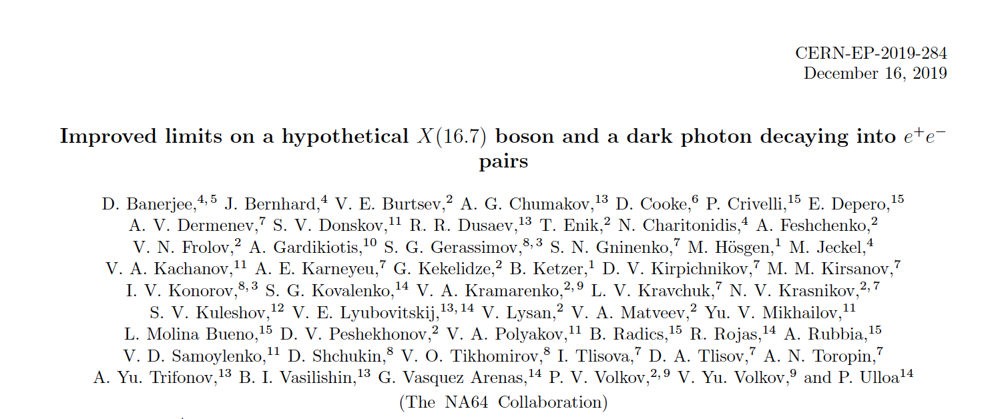 CERN-EP-2019-284
December 16, 2019
Improved limits on a hypothetical X(16.7) boson and a dark photon decaying into e⁺e⁻
pairs
D. Banerjee,⁴,⁵ J. Bernhard,⁴ V. E. Burtsev,² A. G. Chumakov,¹³ D. Cooke,⁶ P. Crivelli,¹⁵ E. Depero,¹⁵
A. V. Dermenev,⁷ S. V. Donskov,¹¹ R. R. Dusaev,¹³ T. Enik,² N. Charitonidis,⁴ A. Feshchenko,²
V. N. Frolov,² A. Gardikiotis,¹⁰ S. G. Gerassimov,⁸,³ S. N. Gninenko,⁷ M. Hösgen,¹ M. Jeckel,⁴
V. A. Kachanov,¹¹ A. E. Karneyeu,⁷ G. Kekelidze,² B. Ketzer,¹ D. V. Kirpichnikov,⁷ M. M. Kirsanov,⁷
I. V. Konorov,⁸,³ S. G. Kovalenko,¹⁴ V. A. Kramarenko,²,⁹ L. V. Kravchuk,⁷ N. V. Krasnikov,²,⁷
S. V. Kuleshov,¹² V. E. Lyubovitskij,¹³,¹⁴ V. Lysan,² V. A. Matveev,² Yu. V. Mikhailov,¹¹
L. Molina Bueno,¹⁵ D. V. Peshekhonov,² V. A. Polyakov,¹¹ B. Radics,¹⁵ R. Rojas,¹⁴ A. Rubbia,¹⁵
V. D. Samoylenko,¹¹ D. Shchukin,⁸ V. O. Tikhomirov,⁸ I. Tlisova,⁷ D. A. Tlisov,⁷ A. N. Toropin,⁷
A. Yu. Trifonov,¹³ B. I. Vasilishin,¹³ G. Vasquez Arenas,¹⁴ P. V. Volkov,²,⁹ V. Yu. Volkov,⁹ and P. Ulloa¹⁴
(The NA64 Collaboration)